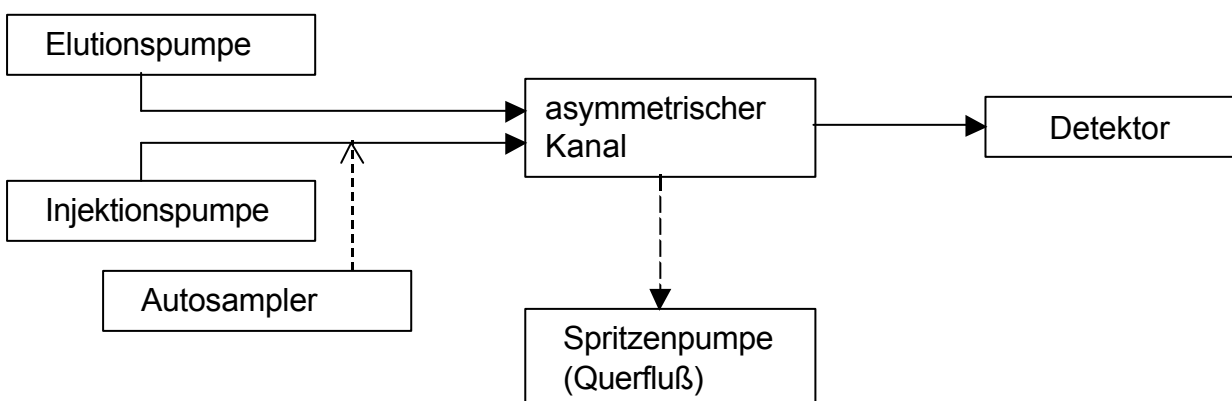 Elutionspumpe
asymmetrischer
Kanal
Detektor
Injektionspumpe
Autosampler
Spritzenpumpe
(Querfluß)